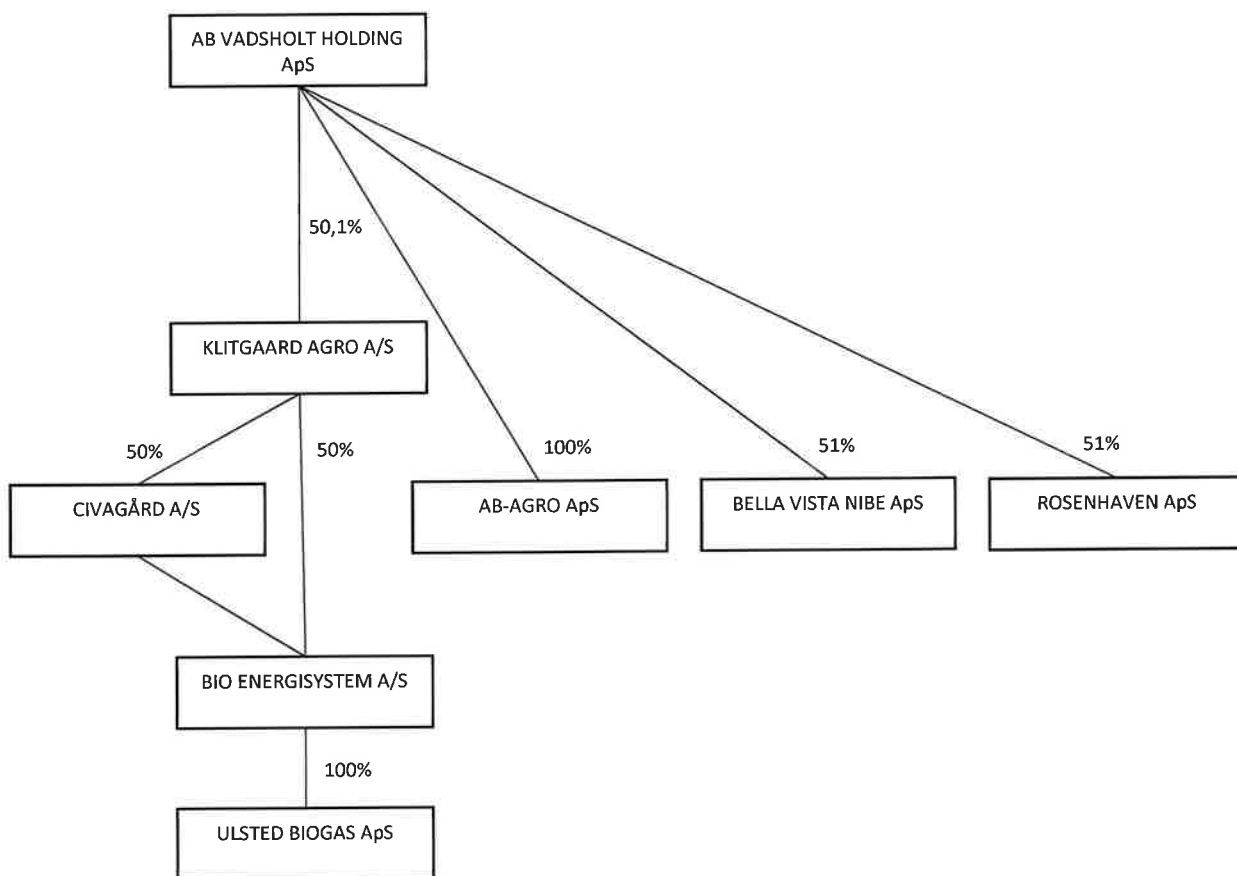 AB VADSHOLT HOLDING
ApS
50,1%
KLITGAARD AGRO A/S
50%
50%
100%
51%
51%
CIVAGÅRD A/S
AB-AGRO ApS
BELLA VISTA NIBE ApS
ROSENHAVEN ApS
BIO ENERGISYSTEM A/S
100%
ULSTED BIOGAS ApS